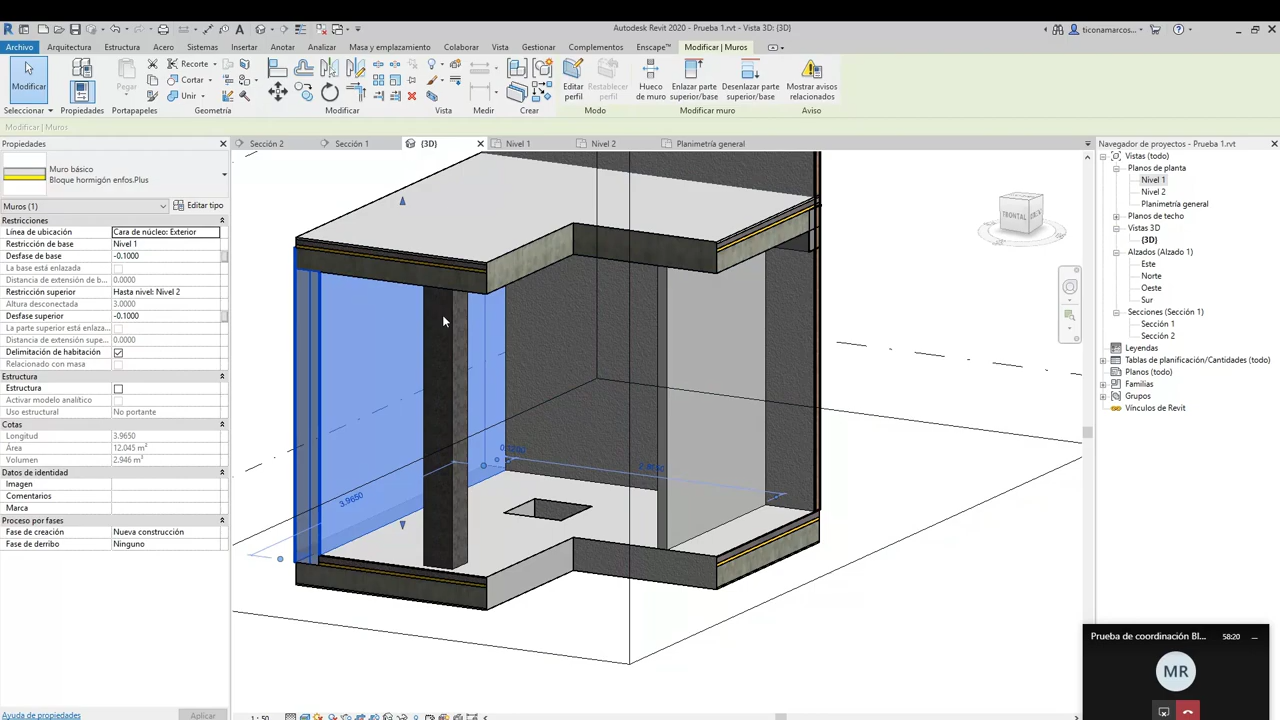 Autodesk Revit 2020 - Prueba 1.rvt - Vista 3D: {3D}
ticonamarcos...
Archivo Arquitectura Estructura Acero Sistemas Insertar Anotar Analizar Masa y emplazamiento Colaborar Vista Gestionar Complementos Enscape™ Modificar | Muros
Modificar
Pegar
Recorte
Cortar
Unir
Editar perfil
Restablecer perfil
Hueco de muro
Enlazar parte superior/base
Desenlazar parte superior/base
Mostrar avisos relacionados
Seleccionar Propiedades Portapapeles Geometría Modificar Vista Medir Crear Modo Modificar muro Aviso
Modificar | Muros
Propiedades
Sección 2
Sección 1
{3D}
Nivel 1
Nivel 2
Planimetría general
Navegador de proyectos - Prueba 1.rvt
Muro básico
Bloque hormigón enfos.Plus
Muros (1)
Editar tipo
Restricciones
Línea de ubicación Cara de núcleo: Exterior
Restricción de base Nivel 1
Desfase de base -0.1000
La base está enlazada
Distancia de extensión de b... 0.0000
Restricción superior Hasta nivel: Nivel 2
Altura desconectada 3.0000
Desfase superior -0.1000
La parte superior está enlaza...
Distancia de extensión supe... 0.0000
Delimitación de habitación
Relacionado con masa
Estructura
Estructura
Activar modelo analítico
Uso estructural No portante
Cotas
Longitud 3.9650
Área 12.045 m²
Volumen 2.946 m³
Datos de identidad
Imagen
Comentarios
Marca
Proceso por fases
Fase de creación Nueva construcción
Fase de derribo Ninguno
Ayuda de propiedades
Aplicar
FRONTAL
3.9650
1 : 50
Vistas (todo)
Planos de planta
Nivel 1
Nivel 2
Planimetría general
Planos de techo
Vistas 3D
{3D}
Alzados (Alzado 1)
Este
Norte
Oeste
Sur
Secciones (Sección 1)
Sección 1
Sección 2
Leyendas
Tablas de planificación/Cantidades (todo)
Planos (todo)
Familias
Grupos
Vínculos de Revit
Prueba de coordinación BI... 58:20
MR